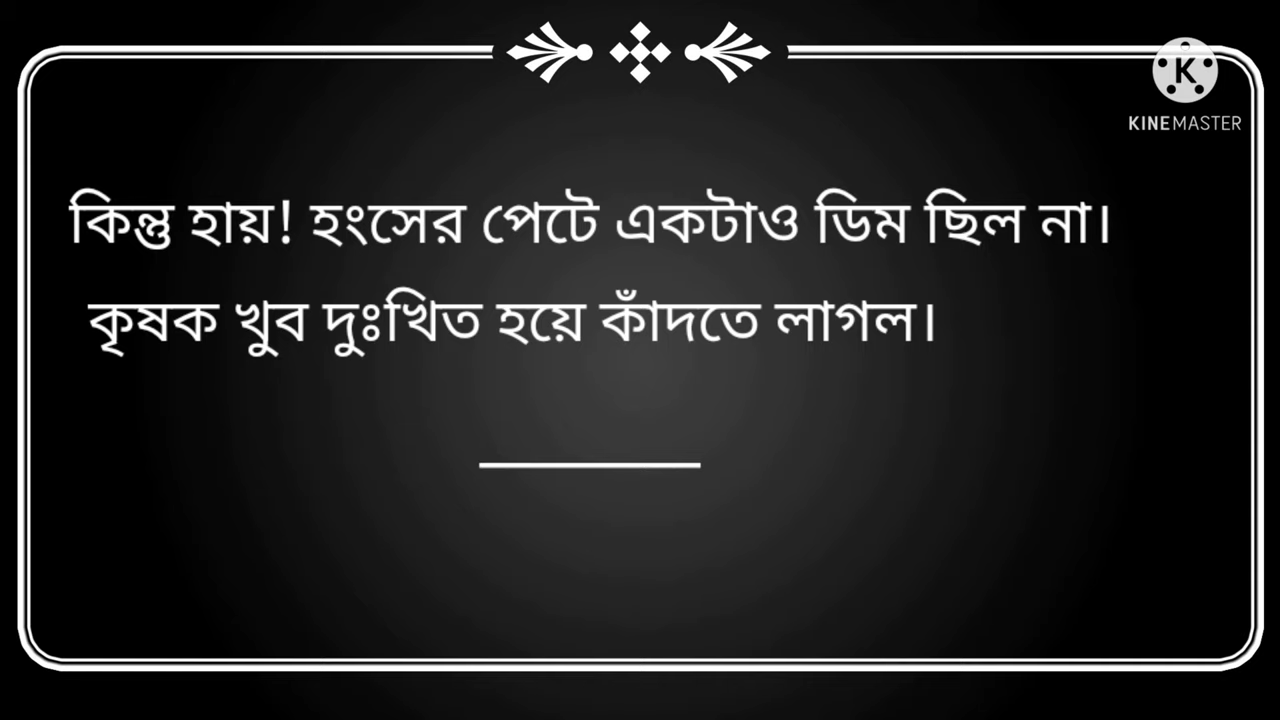 K
KINEMASTER
কিন্তু হায়! হংসের পেটে একটাও ডিম ছিল না।
কৃষক খুব দুঃখিত হয়ে কাঁদতে লাগল।